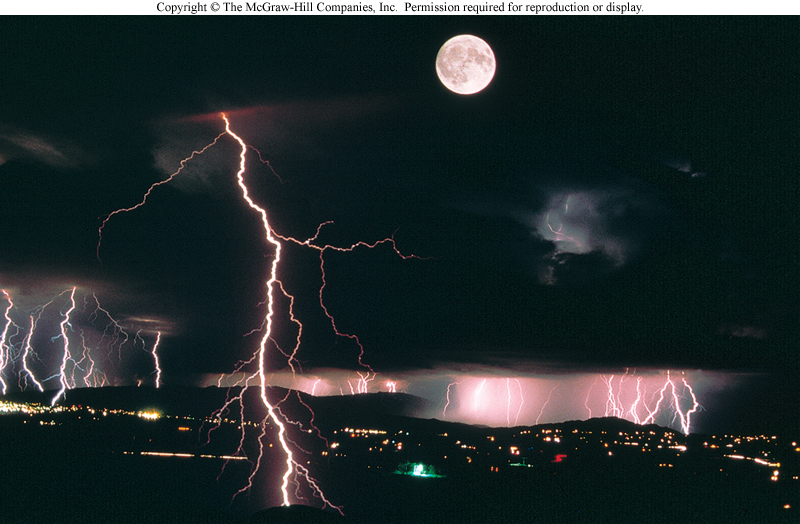 Copyright © The McGraw-Hill Companies, Inc.  Permission required for reproduction or display.